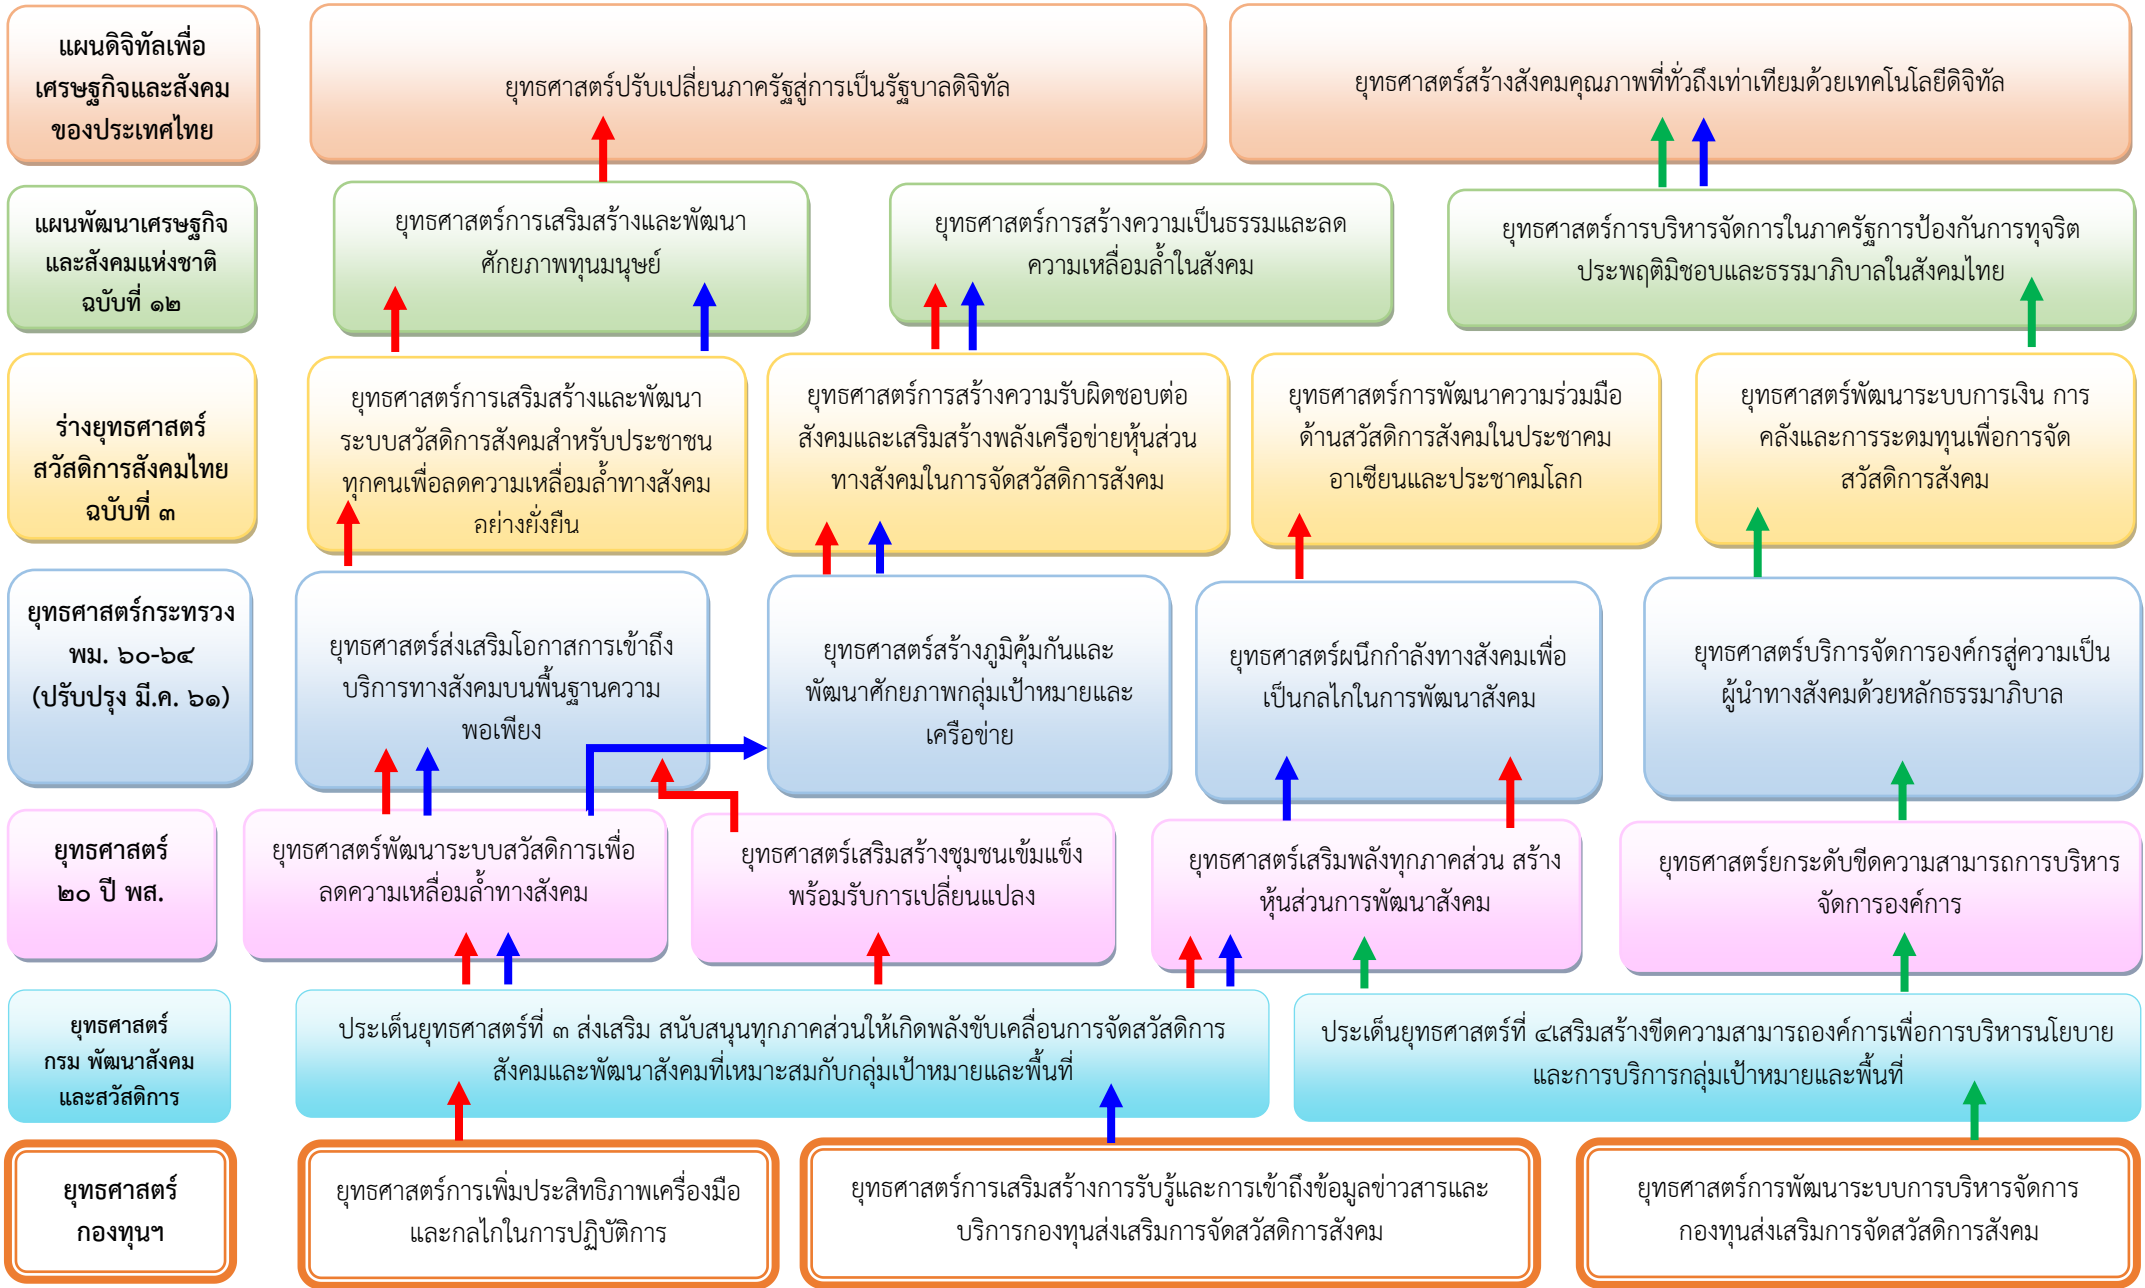 แผนดิจิทัลเพื่อ
เศรษฐกิจและสังคม
ของประเทศไทย
ยุทธศาสตร์ปรับเปลี่ยนภาครัฐสู่การเป็นรัฐบาลดิจิทัล
ยุทธศาสตร์สร้างสังคมคุณภาพที่ทั่วถึงเท่าเทียมด้วยเทคโนโลยีดิจิทัล
แผนพัฒนาเศรษฐกิจ
และสังคมแห่งชาติ
ฉบับที่ ๑๒
ยุทธศาสตร์การเสริมสร้างและพัฒนา
ศักยภาพทุนมนุษย์
ยุทธศาสตร์การสร้างความเป็นธรรมและลด
ความเหลื่อมล้ำในสังคม
ยุทธศาสตร์การบริหารจัดการในภาครัฐการป้องกันการทุจริต
ประพฤติมิชอบและธรรมาภิบาลในสังคมไทย
ร่างยุทธศาสตร์
สวัสดิการสังคมไทย
ฉบับที่ ๓
ยุทธศาสตร์การเสริมสร้างและพัฒนา
ระบบสวัสดิการสังคมสำหรับประชาชน
ทุกคนเพื่อลดความเหลื่อมล้ำทางสังคม
อย่างยั่งยืน
ยุทธศาสตร์การสร้างความรับผิดชอบต่อ
สังคมและเสริมสร้างพลังเครือข่ายหุ้นส่วน
ทางสังคมในการจัดสวัสดิการสังคม
ยุทธศาสตร์การพัฒนาความร่วมมือ
ด้านสวัสดิการสังคมในประชาคม
อาเซียนและประชาคมโลก
ยุทธศาสตร์พัฒนาระบบการเงิน การ
คลังและการระดมทุนเพื่อการจัด
สวัสดิการสังคม
ยุทธศาสตร์กระทรวง
พม. ๖๐-๖๔
(ปรับปรุง มี.ค. ๖๑)
ยุทธศาสตร์ส่งเสริมโอกาสการเข้าถึง
บริการทางสังคมบนพื้นฐานความ
พอเพียง
ยุทธศาสตร์สร้างภูมิคุ้มกันและ
พัฒนาศักยภาพกลุ่มเป้าหมายและ
เครือข่าย
ยุทธศาสตร์ผนึกกำลังทางสังคมเพื่อ
เป็นกลไกในการพัฒนาสังคม
ยุทธศาสตร์บริการจัดการองค์กรสู่ความเป็น
ผู้นำทางสังคมด้วยหลักธรรมาภิบาล
ยุทธศาสตร์
๒๐ ปี พส.
ยุทธศาสตร์พัฒนาระบบสวัสดิการเพื่อ
ลดความเหลื่อมล้ำทางสังคม
ยุทธศาสตร์เสริมสร้างชุมชนเข้มแข็ง
พร้อมรับการเปลี่ยนแปลง
ยุทธศาสตร์เสริมพลังทุกภาคส่วน สร้าง
หุ้นส่วนการพัฒนาสังคม
ยุทธศาสตร์ยกระดับขีดความสามารถการบริหาร
จัดการองค์การ
ยุทธศาสตร์
กรม พัฒนาสังคม
และสวัสดิการ
ประเด็นยุทธศาสตร์ที่ ๓ ส่งเสริม สนับสนุนทุกภาคส่วนให้เกิดพลังขับเคลื่อนการจัดสวัสดิการ
สังคมและพัฒนาสังคมที่เหมาะสมกับกลุ่มเป้าหมายและพื้นที่
ประเด็นยุทธศาสตร์ที่ ๔เสริมสร้างขีดความสามารถองค์การเพื่อการบริหารนโยบาย
และการบริการกลุ่มเป้าหมายและพื้นที่
ยุทธศาสตร์
กองทุนฯ
ยุทธศาสตร์การเพิ่มประสิทธิภาพเครื่องมือ
และกลไกในการปฏิบัติการ
ยุทธศาสตร์การเสริมสร้างการรับรู้และการเข้าถึงข้อมูลข่าวสารและ
บริการกองทุนส่งเสริมการจัดสวัสดิการสังคม
ยุทธศาสตร์การพัฒนาระบบการบริหารจัดการ
กองทุนส่งเสริมการจัดสวัสดิการสังคม